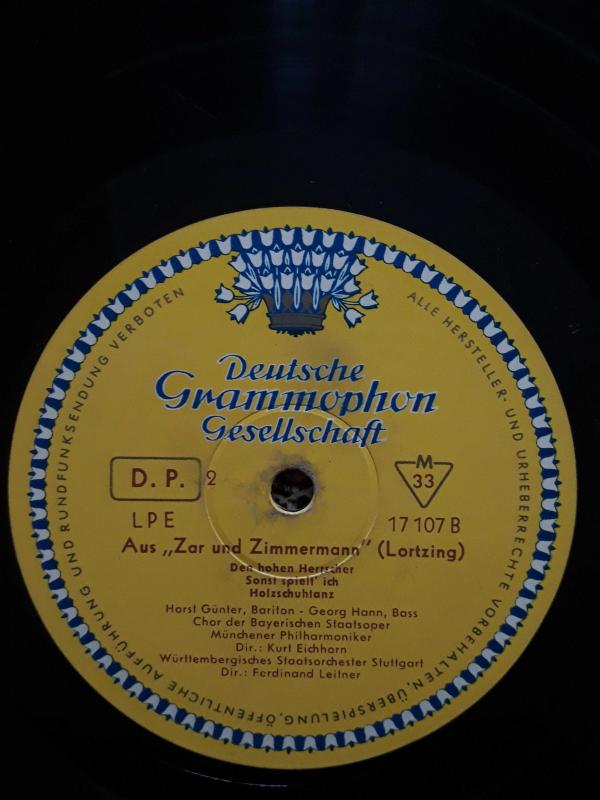 ALLE HERSTELLER- UND URHEBERRECHTE VORBEHALTEN, ÜBERSPIELUNG, ÖFFENTLICHE AUFFÜHRUNG UND RUNDFUNKSENDUNG VERBOTEN
Deutsche
Grammophon
Gesellschaft
D. P. 2
M
33
LPE 17 107 B
Aus „Zar und Zimmermann" (Lortzing)
Den hohen Herrscher
Sonst spielt' ich
Holzschuhtanz
Horst Günter, Bariton - Georg Hann, Bass
Chor der Bayerischen Staatsoper
Münchener Philharmoniker
Dir.: Kurt Eichhorn
Württembergisches Staatsorchester Stuttgart
Dir.: Ferdinand Leitner